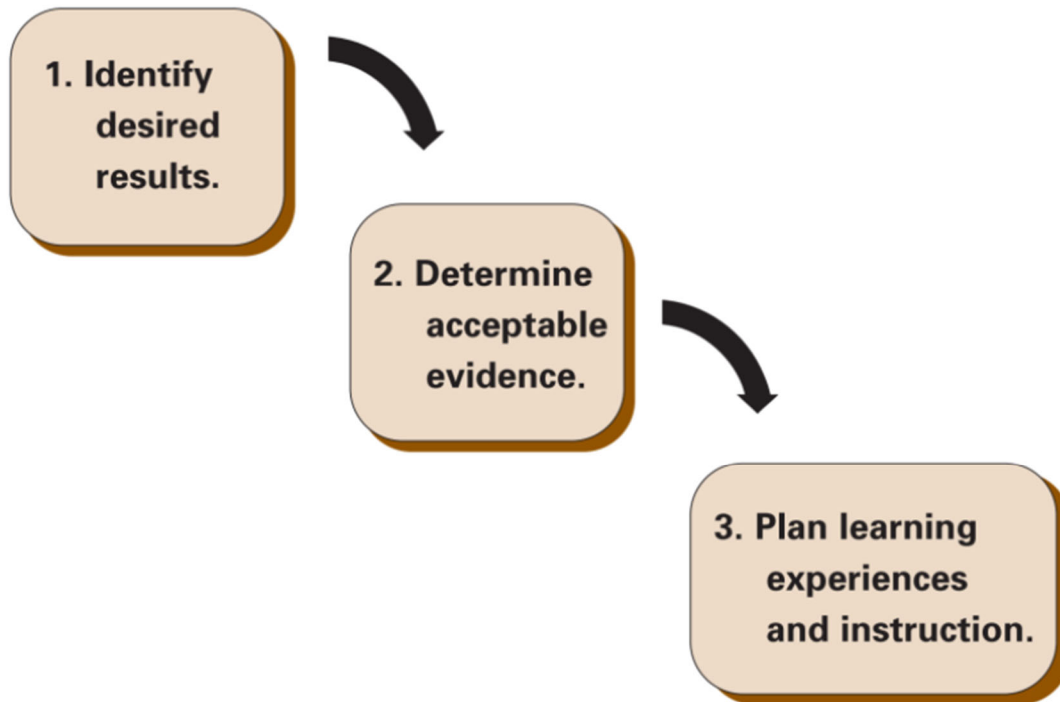 1. Identify
desired
results.
2. Determine
acceptable
evidence.
3. Plan learning
experiences
and instruction.